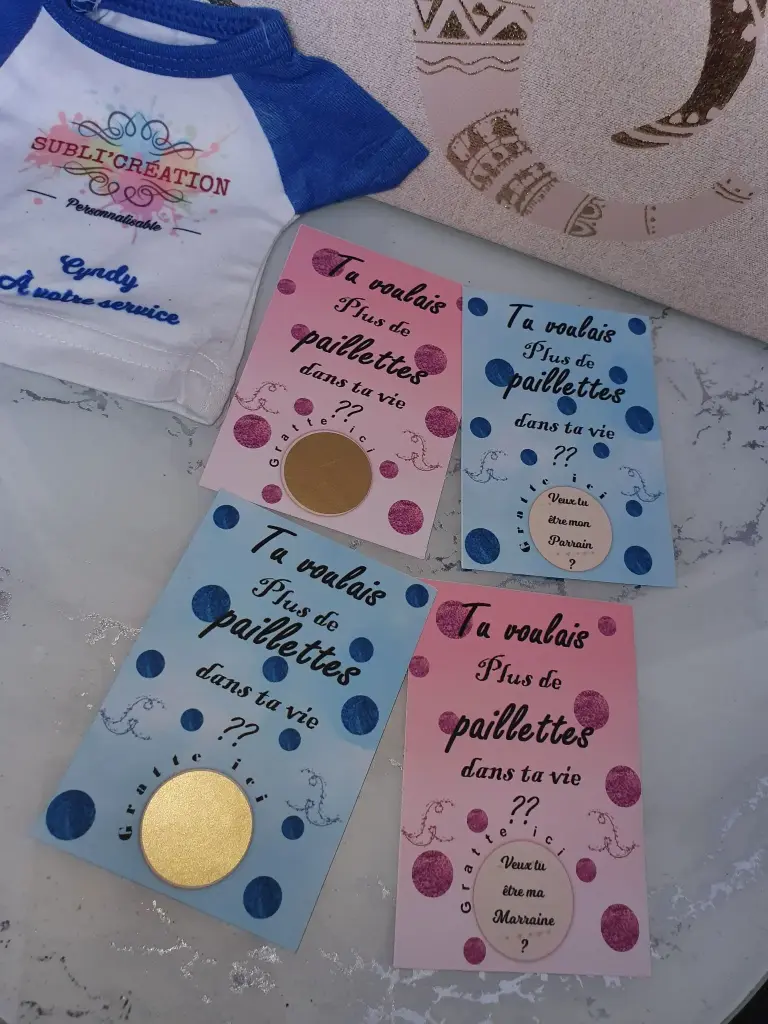 SUBLI'CRÉATION
Personnalisable
Cyndy
À votre service
Tu voulais
Plus de
paillettes
dans ta vie
??
Gratte ici
Tu voulais
Plus de
paillettes
dans ta vie
??
Gratte ici
Veux tu
être mon
Parrain
?
Tu voulais
Plus de
paillettes
dans ta vie
??
Gratte ici
Tu voulais
Plus de
paillettes
dans ta vie
??
Gratte ici
Veux tu
être ma
Marraine
?